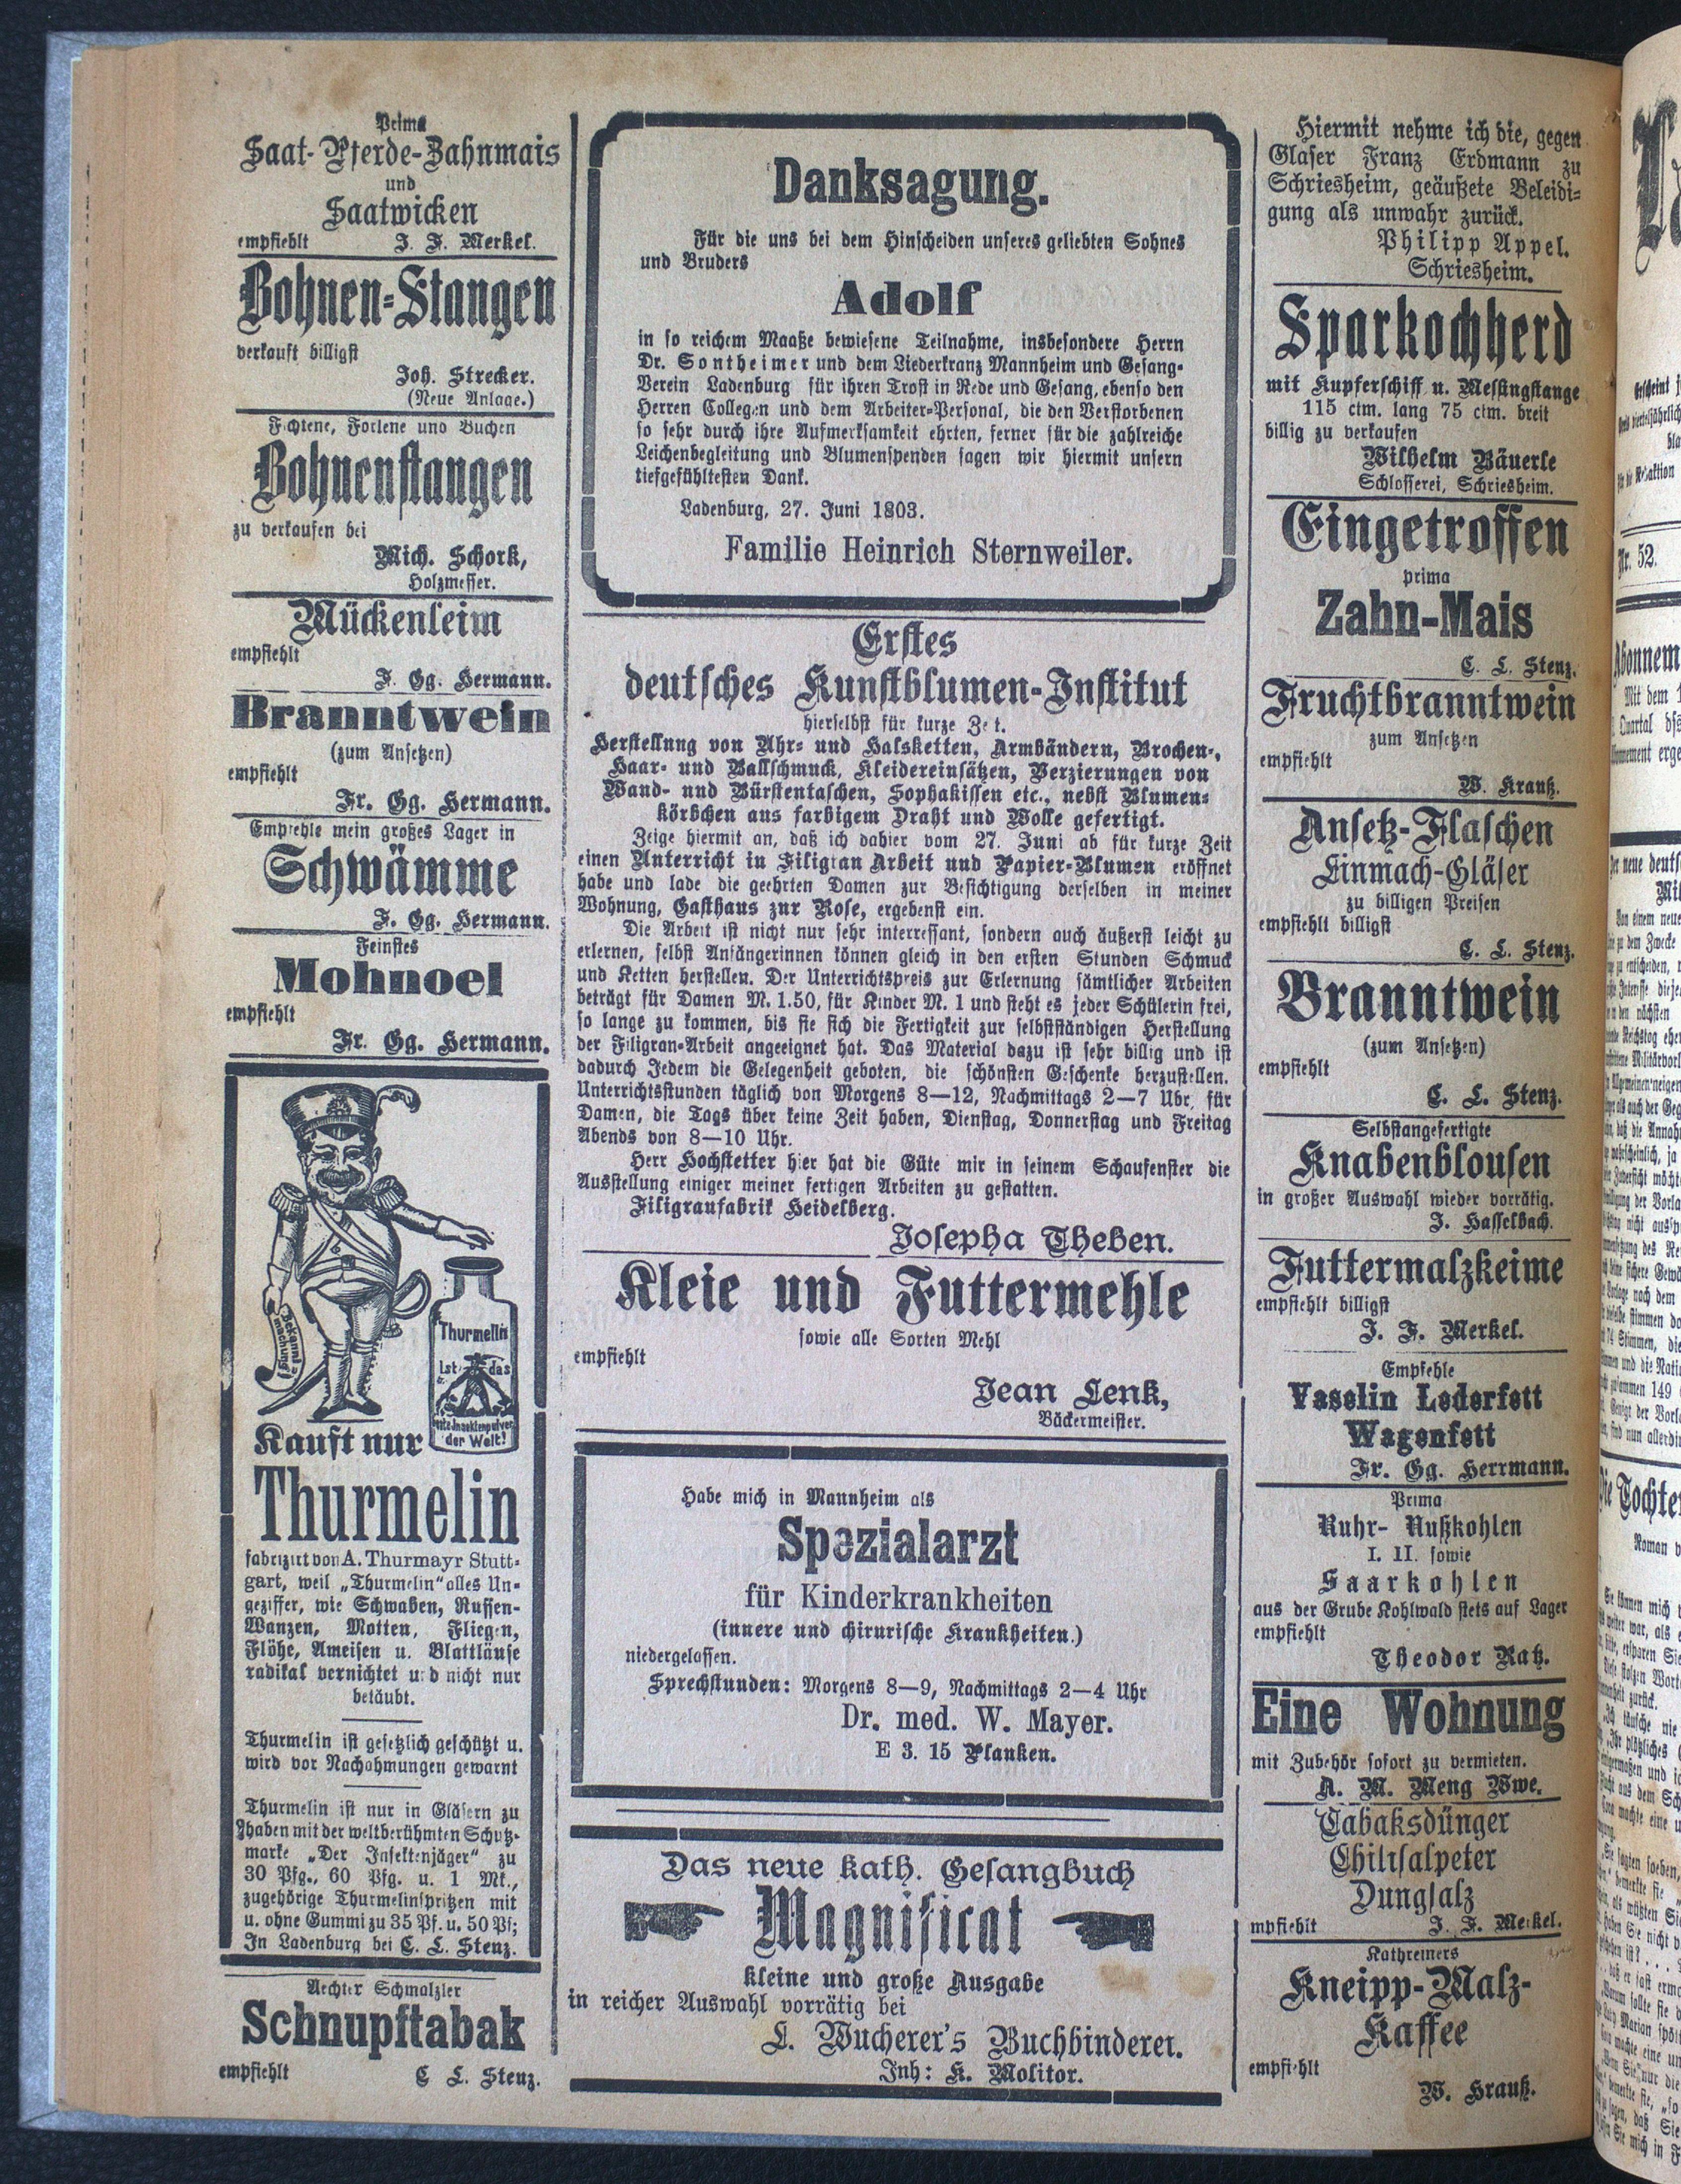 Prima
Saat-Pferde-Zahnmais
und
Saatwicken
empfiehlt J. F. Merkel.
Bohnen-Stangen
verkauft billigst
Joh. Strecker.
(Neue Anlage.)
Fichtene, Forlene und Buchen
Bohnenstangen
zu verkaufen bei
Mich. Schork,
Holzmesser.
Mückenleim
empfiehlt
F. Gg. Hermann.
Branntwein
(zum Ansetzen)
empfiehlt
Fr. Gg. Hermann.
Empfehle mein großes Lager in
Schwämme
F. Gg. Hermann.
Feinstes
Mohnoel
empfiehlt
Fr. Gg. Hermann.
Bekannt-
machung!
Thurmelin
Ist das
beste Insektenpulver
der Welt!
Kauft nur
Thurmelin
fabrizirt von A. Thurmayr Stutt-
gart, weil „Thurmelin“ alles Un-
geziffer, wie Schwaben, Russen-
Wanzen, Motten, Fliegen,
Flöhe, Ameisen u. Blattläuse
radikal vernichtet und nicht nur
betäubt.
Thurmelin ist gesetzlich geschützt u.
wird vor Nachahmungen gewarnt
Thurmelin ist nur in Gläsern zu
haben mit der weltberühmten Schutz-
marke „Der Insektenjäger“ zu
30 Pfg., 60 Pfg. u. 1 Mk.,
zugehörige Thurmelinspritzen mit
u. ohne Gummi zu 35 Pf. u. 50 Pf;
In Ladenburg bei C. L. Stenz.
Aechter Schmalzler
Schnupftabak
empfiehlt C L. Stenz.
Danksagung.
Für die uns bei dem Hinscheiden unseres geliebten Sohnes
und Bruders
Adolf
in so reichem Maaße bewiesene Teilnahme, insbesondere Herrn
Dr. Sontheimer und dem Liederkranz Mannheim und Gesang-
Verein Ladenburg für ihren Trost in Rede und Gesang, ebenso den
Herren Collegen und dem Arbeiter-Personal, die den Verstorbenen
so sehr durch ihre Aufmerksamkeit ehrten, ferner für die zahlreiche
Leichenbegleitung und Blumenspenden sagen wir hiermit unsern
tiefgefühltesten Dank.
Ladenburg, 27. Juni 1803.
Familie Heinrich Sternweiler.
Erstes
deutsches Kunstblumen-Institut
hierselbst für kurze Zeit.
Herstellung von Uhr- und Halsketten, Armbändern, Brochen-,
Haar- und Ballschmuck, Kleidereinsätzen, Verzierungen von
Wand- und Bürstentaschen, Sophakissen etc., nebst Blumen-
körbchen aus farbigem Draht und Wolle gefertigt.
Zeige hiermit an, daß ich dahier vom 27. Juni ab für kurze Zeit
einen Unterricht in Filigran Arbeit und Papier-Blumen eröffnet
habe und lade die geehrten Damen zur Besichtigung derselben in meiner
Wohnung, Gasthaus zur Rose, ergebenst ein.
Die Arbeit ist nicht nur sehr interressant, sondern auch äußerst leicht zu
erlernen, selbst Anfängerinnen können gleich in den ersten Stunden Schmuck
und Ketten herstellen. Der Unterrichtspreis zur Erlernung sämtlicher Arbeiten
beträgt für Damen M. 1.50, für Kinder M. 1 und steht es jeder Schülerin frei,
so lange zu kommen, bis sie sich die Fertigkeit zur selbstständigen Herstellung
der Filigran-Arbeit angeeignet hat. Das Material dazu ist sehr billig und ist
dadurch Jedem die Gelegenheit geboten, die schönsten Geschenke herzustellen.
Unterrichtsstunden täglich von Morgens 8—12, Nachmittags 2—7 Uhr, für
Damen, die Tags über keine Zeit haben, Dienstag, Donnerstag und Freitag
Abends von 8—10 Uhr.
Herr Hochstetter hier hat die Güte mir in seinem Schaufenster die
Ausstellung einiger meiner fertigen Arbeiten zu gestatten.
Filigranfabrik Heidelberg.
Josepha Theben.
Kleie und Futtermehle
sowie alle Sorten Mehl
empfiehlt
Jean Lenk,
Bäckermeister.
Habe mich in Mannheim als
Spezialarzt
für Kinderkrankheiten
(innere und chirurische Krankheiten.)
niedergelassen.
Sprechstunden: Morgens 8—9, Nachmittags 2—4 Uhr
Dr. med. W. Mayer.
E 3. 15 Planken.
Das neue kath. Gesangbuch
Magnificat
kleine und große Ausgabe
in reicher Auswahl vorrätig bei
L. Wucherer's Buchbinderei.
Inh: K. Molitor.
Hiermit nehme ich die, gegen
Glaser Franz Erdmann zu
Schriesheim, geäußete Beleidi-
gung als unwahr zurück.
Philipp Appel.
Schriesheim.
Sparkochherd
mit Kupferschiff u. Messingstange
115 ctm. lang 75 ctm. breit
billig zu verkaufen
Wilhelm Bäuerle
Schlosserei, Schriesheim.
Eingetroffen
prima
Zahn-Mais
C. L. Stenz.
Fruchtbranntwein
zum Ansetzen
empfiehlt
W. Krauß.
Ansetz-Flaschen
Einmach-Gläser
zu billigen Preisen
empfiehlt billigst
C. L. Stenz.
Branntwein
(zum Ansetzen)
empfiehlt
C. L. Stenz.
Selbstangefertigte
Knabenblousen
in großer Auswahl wieder vorrätig.
J. Hasselbach.
Futtermalzkeime
empfiehlt billigst
J. F. Merkel.
Empfehle
Vaselin Lederfett
Wagenfett
Fr. Gg. Herrmann.
Prima
Ruhr- Nußkohlen
I. II. sowie
Saarkohlen
aus der Grube Kohlwald stets auf Lager
empfiehlt
Theodor Ratz.
Eine Wohnung
mit Zubehör sofort zu vermieten.
A. M. Meng Wwe.
Tabaksdünger
Chilisalpeter
Dungsalz
mpfiehlt J. F. Merkel.
Kathreiners
Kneipp-Malz-
Kaffee
empfiehlt
W. Krauß.
Nr. 52.